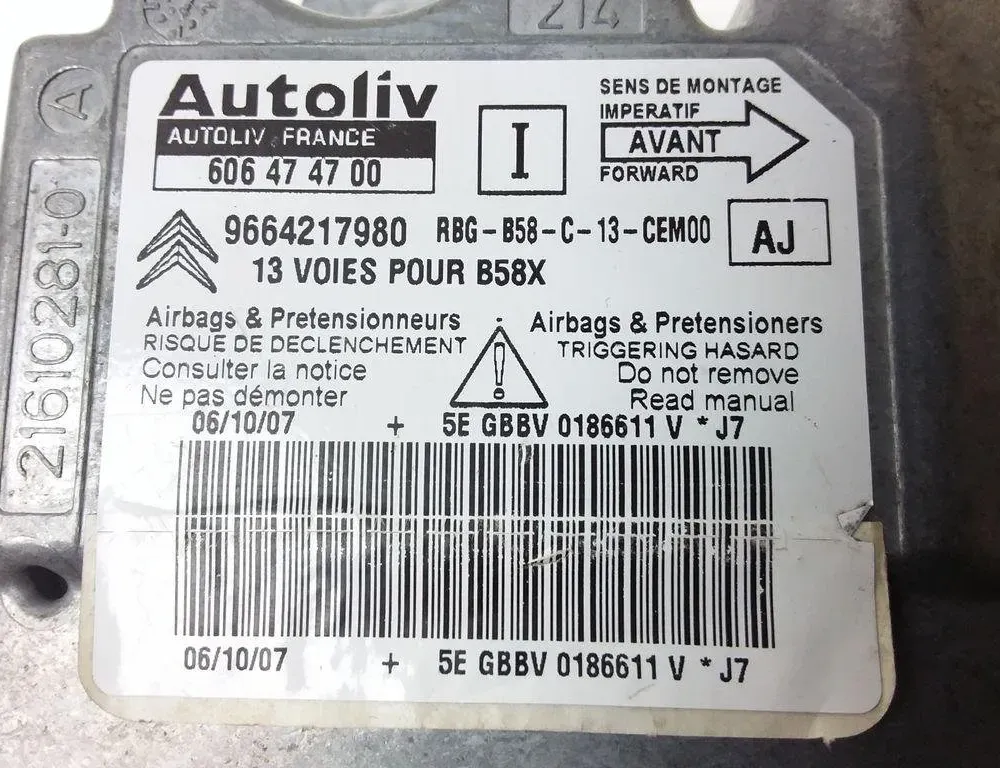 214
A
21610281-0
Autoliv
AUTOLIV FRANCE
606 47 47 00
I
SENS DE MONTAGE
IMPERATIF
AVANT
FORWARD
9664217980 RBG-B58-C-13-CEM00
AJ
13 VOIES POUR B58X
Airbags & Pretensionneurs
RISQUE DE DECLENCHEMENT
Consulter la notice
Ne pas démonter
!
Airbags & Pretensioners
TRIGGERING HASARD
Do not remove
Read manual
06/10/07 + 5E GBBV 0186611 V * J7
06/10/07 + 5E GBBV 0186611 V * J7